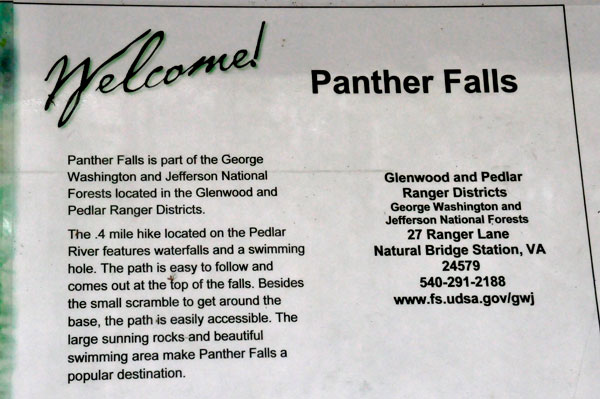 Welcome!
Panther Falls
Panther Falls is part of the George
Washington and Jefferson National
Forests located in the Glenwood and
Pedlar Ranger Districts.
The .4 mile hike located on the Pedlar
River features waterfalls and a swimming
hole. The path is easy to follow and
comes out at the top of the falls. Besides
the small scramble to get around the
base, the path is easily accessible. The
large sunning rocks and beautiful
swimming area make Panther Falls a
popular destination.
Glenwood and Pedlar
Ranger Districts
George Washington and
Jefferson National Forests
27 Ranger Lane
Natural Bridge Station, VA
24579
540-291-2188
www.fs.udsa.gov/gwj